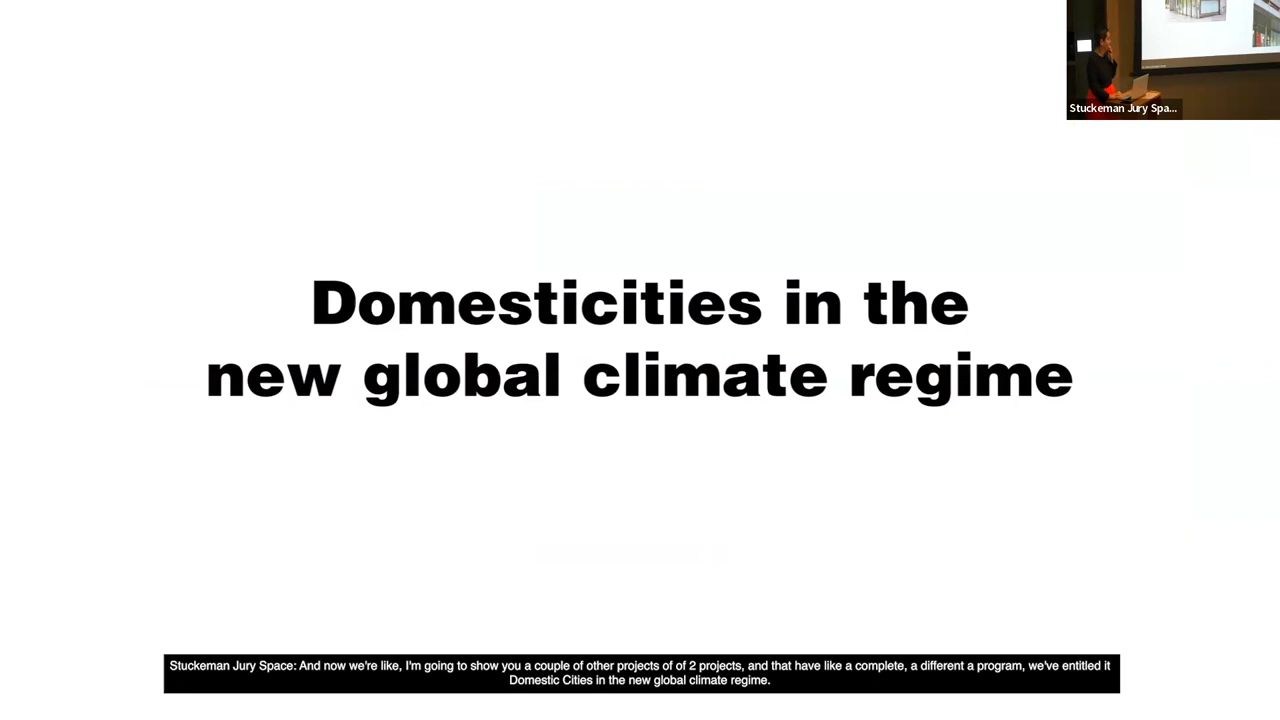 Stuckeman Jury Spa...
Domesticities in the
new global climate regime
Stuckeman Jury Space: And now we're like, I'm going to show you a couple of other projects of of 2 projects, and that have like a complete, a different a program, we've entitled it
Domestic Cities in the new global climate regime.